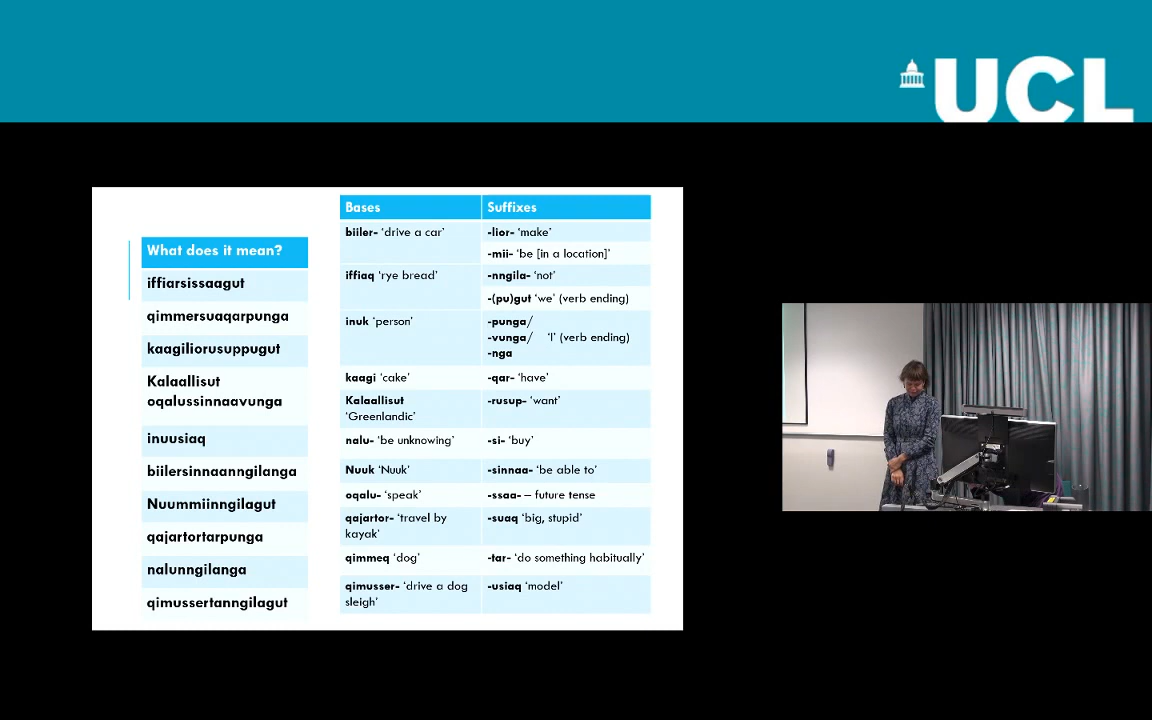 UCL
What does it mean?
iffiarsissaagut
qimmersuaqarpunga
kaagiliorusuppugut
Kalaallisut
oqalussinnaavunga
inuusiaq
biilersinnaanngilanga
Nuummiinngilagut
qajartortarpunga
nalunngilanga
qimussertanngilagut
Bases Suffixes
biiler- ‘drive a car’ -lior- ‘make’
-mii- ‘be [in a location]’
iffiaq ‘rye bread’ -nngila- ‘not’
-(pu)gut ‘we’ (verb ending)
inuk ‘person’ -punga/
-vunga/ ‘I’ (verb ending)
-nga
kaagi ‘cake’ -qar- ‘have’
Kalaallisut -rusup- ‘want’
‘Greenlandic’
nalu- ‘be unknowing’ -si- ‘buy’
Nuuk ‘Nuuk’ -sinnaa- ‘be able to’
oqalu- ‘speak’ -ssaa- – future tense
qajartor- ‘travel by -suaq ‘big, stupid’
kayak’
qimmeq ‘dog’ -tar- ‘do something habitually’
qimusser- ‘drive a dog -usiaq ‘model’
sleigh’